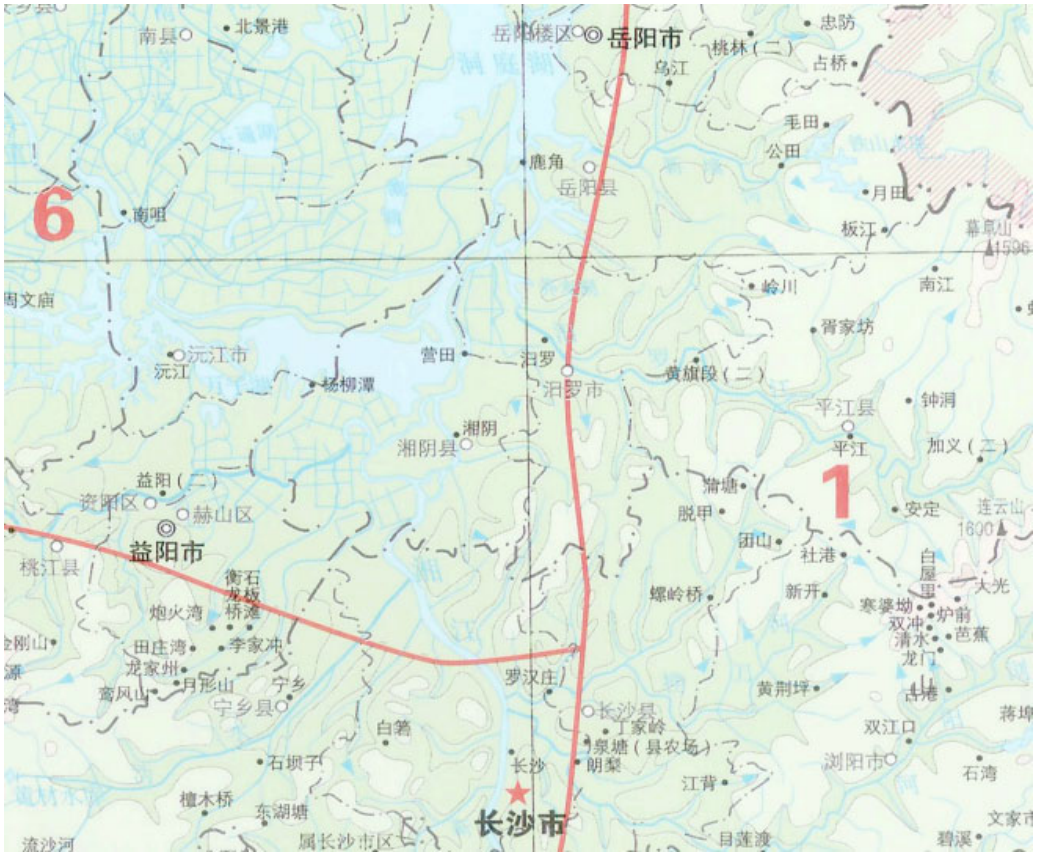 南县
北景港
岳阳楼区
岳阳市
忠防
桃林（二）
占桥
乌江
毛田
公田
鹿角
岳阳县
月田
6
南咀
板江
幕阜山
1596
周文庙
岭川
南江
胥家坊
沅江市
沅江
营田
汨罗
黄旗段（二）
杨柳潭
汨罗市
平江县
钟洞
湘阴
湘阴县
平江
加义（二）
益阳（二）
1
蒲塘
资阳区
赫山区
脱甲
安定
连云山
1600
益阳市
团山
社港
桃江县
衡龙桥
石板滩
白屋里
大光
螺岭桥
新开
寒婆坳
炉前
炮火湾
双冲
芭蕉
金刚山
田庄湾
李家冲
清水
龙门
源
龙家州
月形山
宁乡
罗汉庄
鸾风山
黄荆坪
古港
山
湾
宁乡县
长沙县
蒋埠
白箬
丁家岭
双江口
泉塘（县农场）
石坝子
长沙
朗梨
浏阳市
石湾
江背
檀木桥
东湖塘
长沙市
文家市
流沙河
属长沙市区
目莲渡
碧溪